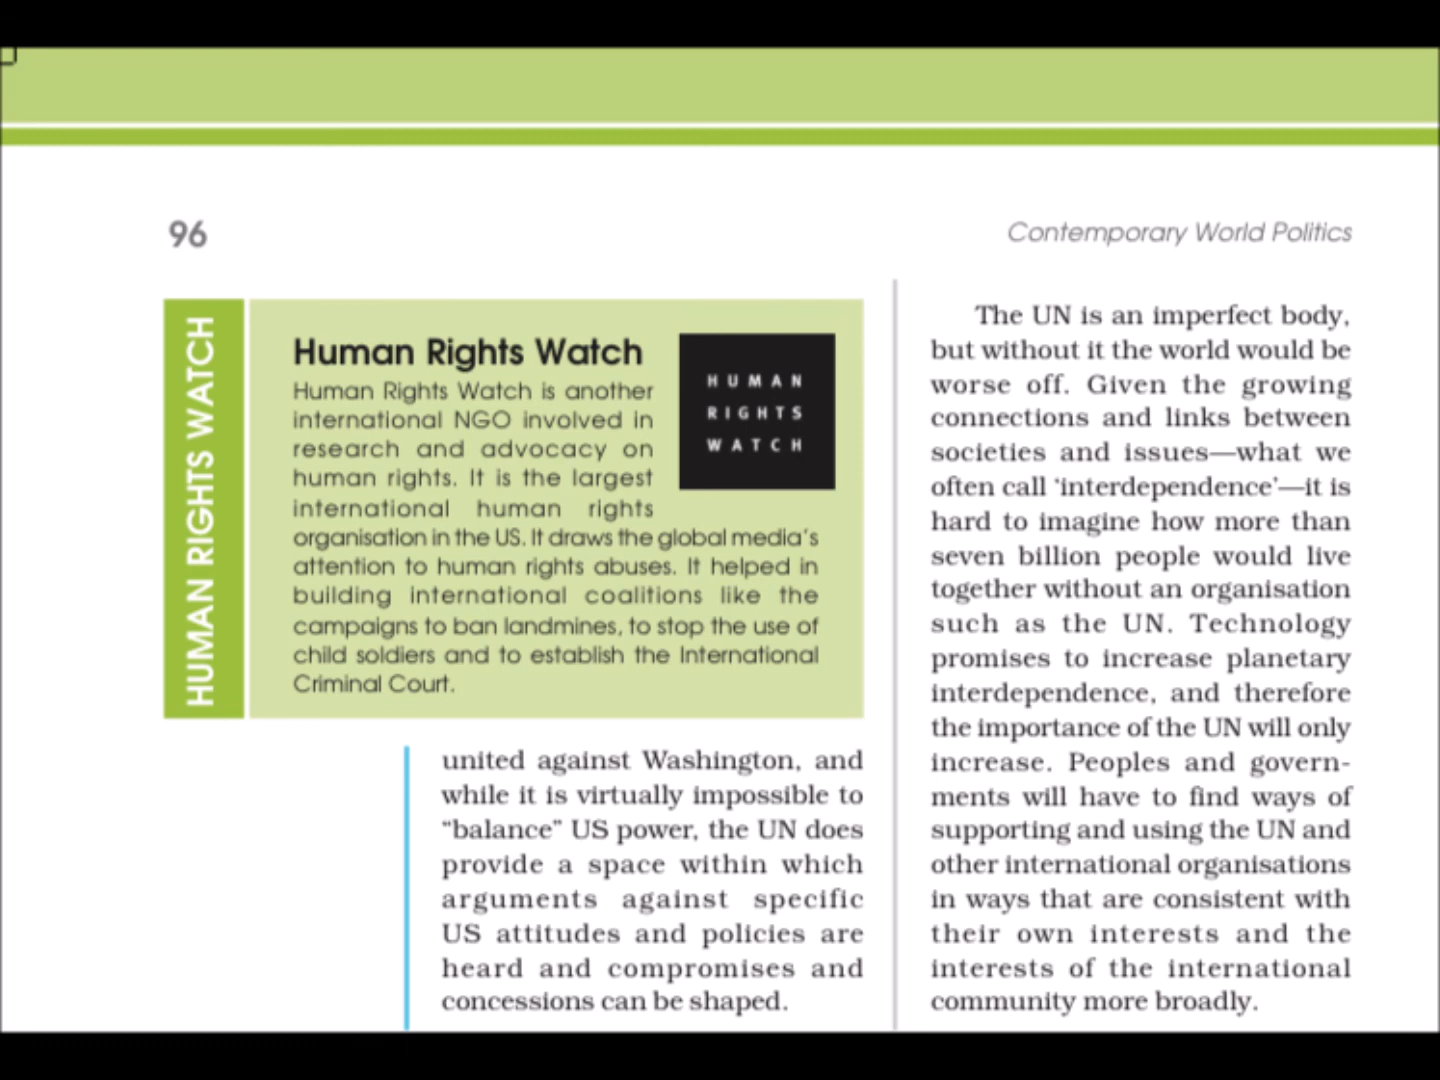 96
Contemporary World Politics
HUMAN RIGHTS WATCH
Human Rights Watch
Human Rights Watch is another
international NGO involved in
research and advocacy on
human rights. It is the largest
international human rights
organisation in the US. It draws the global media's
attention to human rights abuses. It helped in
building international coalitions like the
campaigns to ban landmines, to stop the use of
child soldiers and to establish the International
Criminal Court.
HUMAN
RIGHTS
WATCH
united against Washington, and
while it is virtually impossible to
“balance” US power, the UN does
provide a space within which
arguments against specific
US attitudes and policies are
heard and compromises and
concessions can be shaped.
The UN is an imperfect body,
but without it the world would be
worse off. Given the growing
connections and links between
societies and issues—what we
often call ‘interdependence’—it is
hard to imagine how more than
seven billion people would live
together without an organisation
such as the UN. Technology
promises to increase planetary
interdependence, and therefore
the importance of the UN will only
increase. Peoples and govern-
ments will have to find ways of
supporting and using the UN and
other international organisations
in ways that are consistent with
their own interests and the
interests of the international
community more broadly.